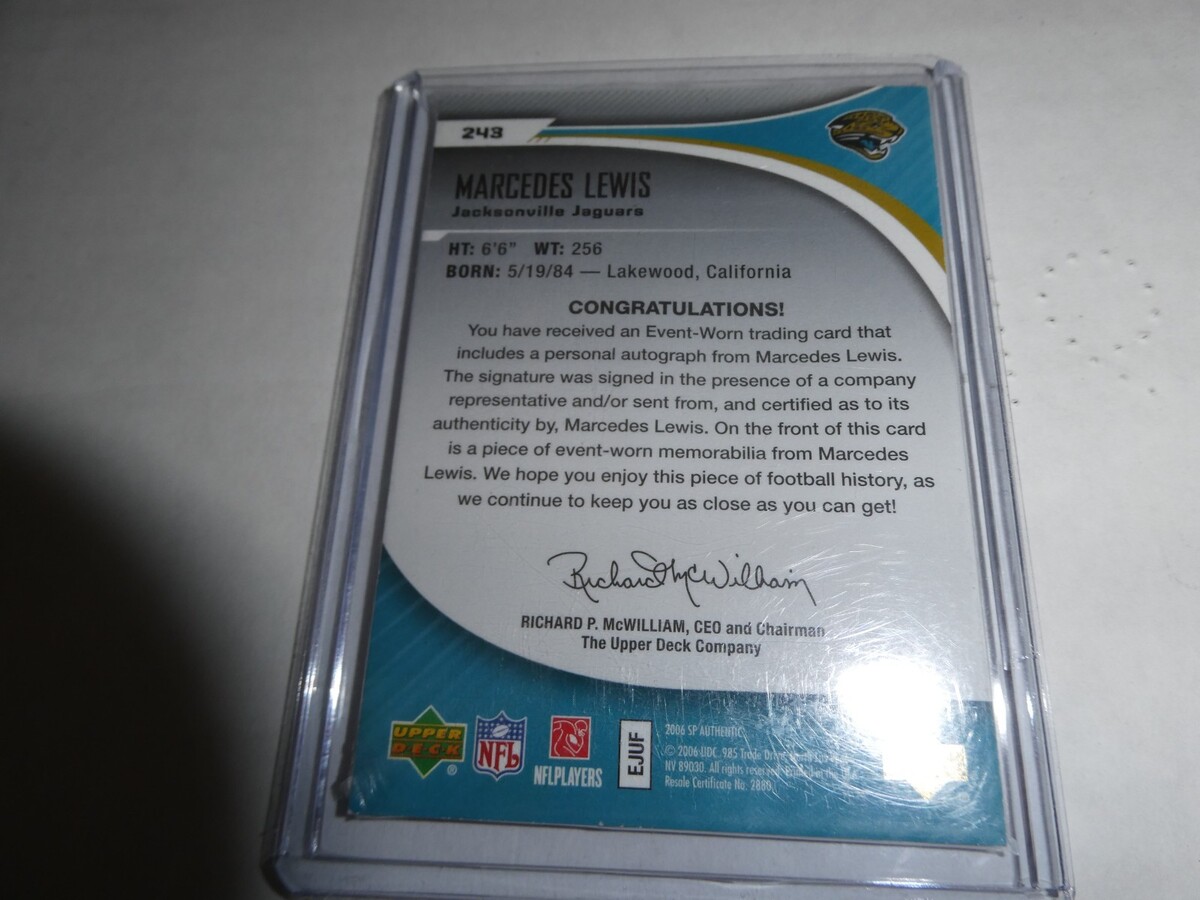 243
MARCEDES LEWIS
Jacksonville Jaguars
HT: 6'6" WT: 256
BORN: 5/19/84 — Lakewood, California
CONGRATULATIONS!
You have received an Event-Worn trading card that
includes a personal autograph from Marcedes Lewis.
The signature was signed in the presence of a company
representative and/or sent from, and certified as to its
authenticity by, Marcedes Lewis. On the front of this card
is a piece of event-worn memorabilia from Marcedes
Lewis. We hope you enjoy this piece of football history, as
we continue to keep you as close as you can get!
Richard McWilliam
RICHARD P. McWILLIAM, CEO and Chairman
The Upper Deck Company
UPPER
DECK
®
NFL
NFLPLAYERS
EJUF
2006 SP AUTHENTIC
© 2006 UDC, 985 Trade Drive,
NV 89030. All rights reserved.
Resale Certificate No. 2880